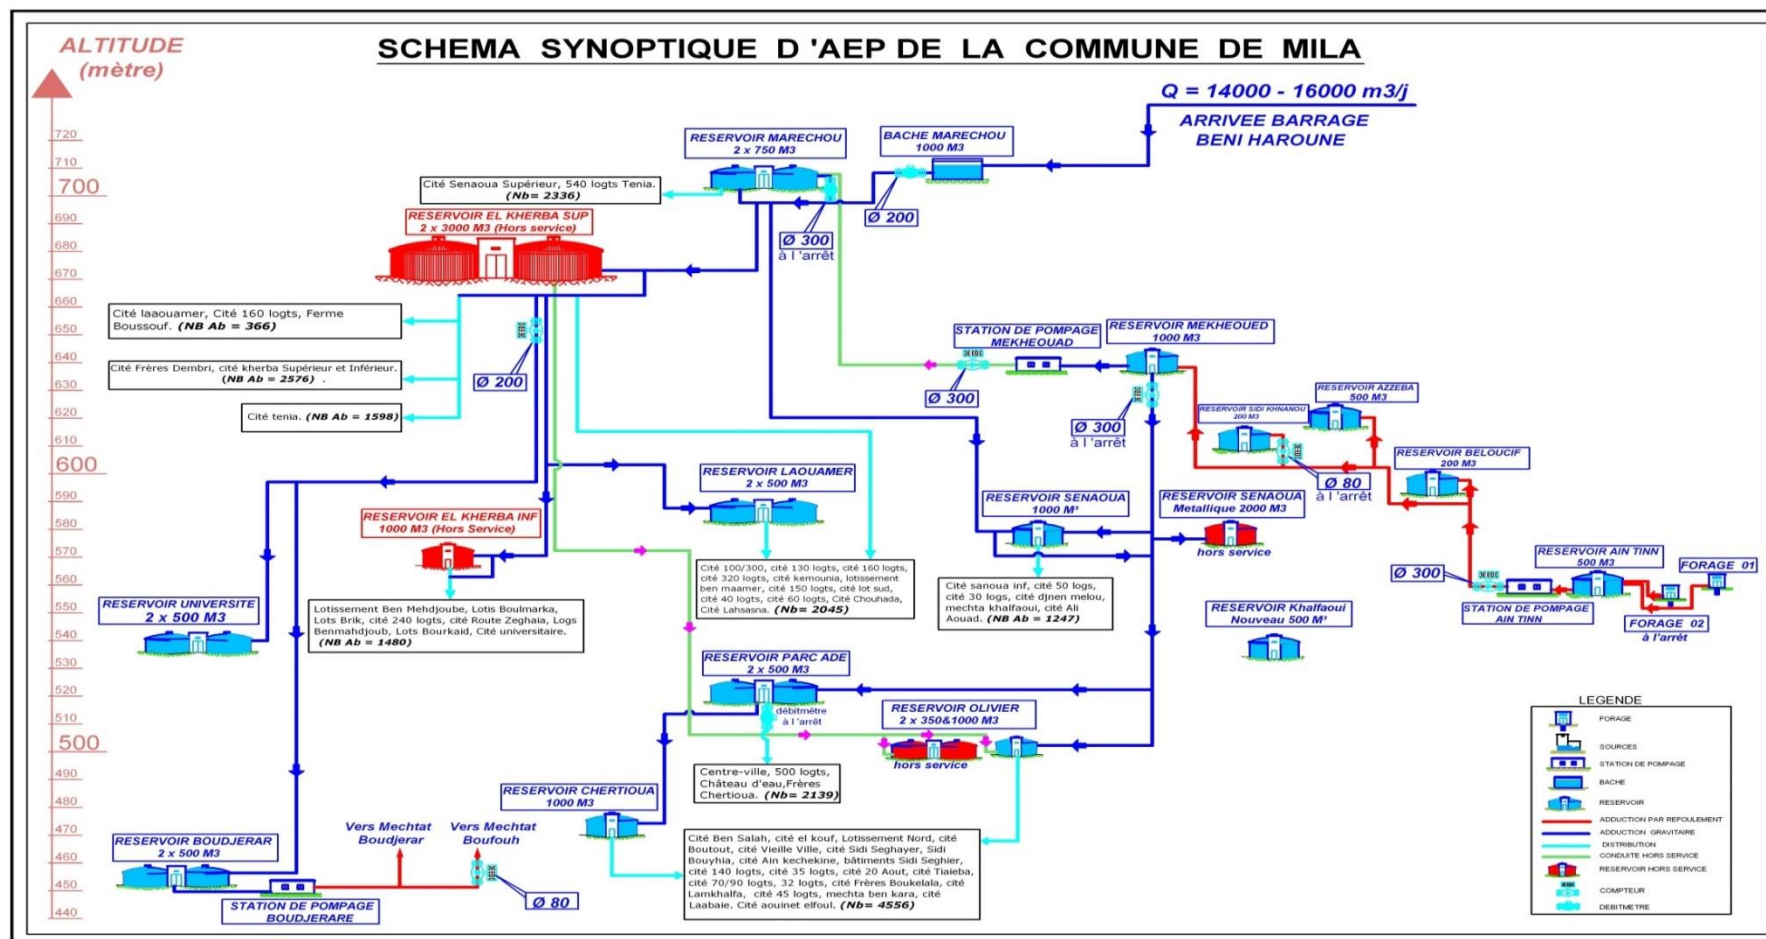 SCHEMA SYNOPTIQUE D 'AEP DE LA COMMUNE DE MILA
ALTITUDE
(mètre)
720
710
700
690
680
670
660
650
640
630
620
610
600
590
580
570
560
550
540
530
520
510
500
490
480
470
460
450
440
Q = 14000 - 16000 m3/j
ARRIVEE BARRAGE
BENI HAROUNE
BACHE MARECHOU
1000 M3
RESERVOIR MARECHOU
2 x 750 M3
Ø 200
Ø 300
à l 'arrêt
Cité Senaoua Supérieur, 540 logts Tenia.
(Nb= 2336)
RESERVOIR EL KHERBA SUP
2 x 3000 M3 (Hors service)
Cité laaouamer, Cité 160 logts, Ferme
Boussouf. (NB Ab = 366)
Cité Frères Dembri, cité kherba Supérieur et Inférieur.
(NB Ab = 2576) .
Cité tenia. (NB Ab = 1598)
Ø 200
STATION DE POMPAGE
MEKHEOUAD
Ø 300
RESERVOIR MEKHEOUED
1000 M3
Ø 300
à l 'arrêt
RESERVOIR AZZEBA
500 M3
RESERVOIR SIDI KHNANOU
200 M3
Ø 80
à l 'arrêt
RESERVOIR BELOUCIF
200 M3
RESERVOIR LAOUAMER
2 x 500 M3
RESERVOIR SENAOUA
1000 M³
RESERVOIR SENAOUA
Metallique 2000 M3
hors service
RESERVOIR EL KHERBA INF
1000 M3 (Hors Service)
Cité 100/300, cité 130 logts, cité 160 logts,
cité 320 logts, cité kemounia, lotissement
ben maamer, cité 150 logts, cité lot sud,
cité 40 logts, cité 60 logts, Cité Chouhada,
Cité Lahsasna. (Nb= 2045)
Cité sanoua inf, cité 50 logs,
cité 30 logs, cité djnen melou,
mechta khalfaoui, cité Ali
Aouad. (NB Ab = 1247)
Ø 300
STATION DE POMPAGE
AIN TINN
RESERVOIR AIN TINN
500 M3
FORAGE 01
FORAGE 02
à l'arrét
RESERVOIR UNIVERSITE
2 x 500 M3
Lotissement Ben Mehdjoube, Lotis Boulmarka,
Lots Brik, cité 240 logts, cité Route Zeghaia, Logs
Benmahdjoub, Lots Bourkaid, Cité universitaire.
(NB Ab = 1480)
RESERVOIR Khalfaoui
Nouveau 500 M³
RESERVOIR PARC ADE
2 x 500 M3
débitmétre
à l 'arrêt
RESERVOIR OLIVIER
2 x 350&1000 M3
hors service
Centre-ville, 500 logts,
Château d'eau,Frères
Chertioua. (Nb= 2139)
RESERVOIR CHERTIOUA
1000 M3
Cité Ben Salah, cité el kouf, Lotissement Nord, cité
Boutout, cité Vieille Ville, cité Sidi Seghayer, Sidi
Bouyhia, cité Ain kechekine, bâtiments Sidi Seghier,
cité 140 logts, cité 35 logts, cité 20 Aout, cité Tiaieba,
cité 70/90 logts, 32 logts, cité Frères Boukelala, cité
Lamkhalfa, cité 45 logts, mechta ben kara, cité
Laabaie. Cité aouinet elfoul. (Nb= 4556)
RESERVOIR BOUDJERAR
2 x 500 M3
STATION DE POMPAGE
BOUDJERARE
Vers Mechtat
Boudjerar
Vers Mechtat
Boufouh
Ø 80
LEGENDE
FORAGE
SOURCES
STATION DE POMPAGE
BACHE
RESERVOIR
ADDUCTION PAR REFOULEMENT
ADDUCTION GRAVITAIRE
DISTRIBUTION
CONDUITE HORS SERVICE
RESERVOIR HORS SERVICE
COMPTEUR
DEBITMETRE